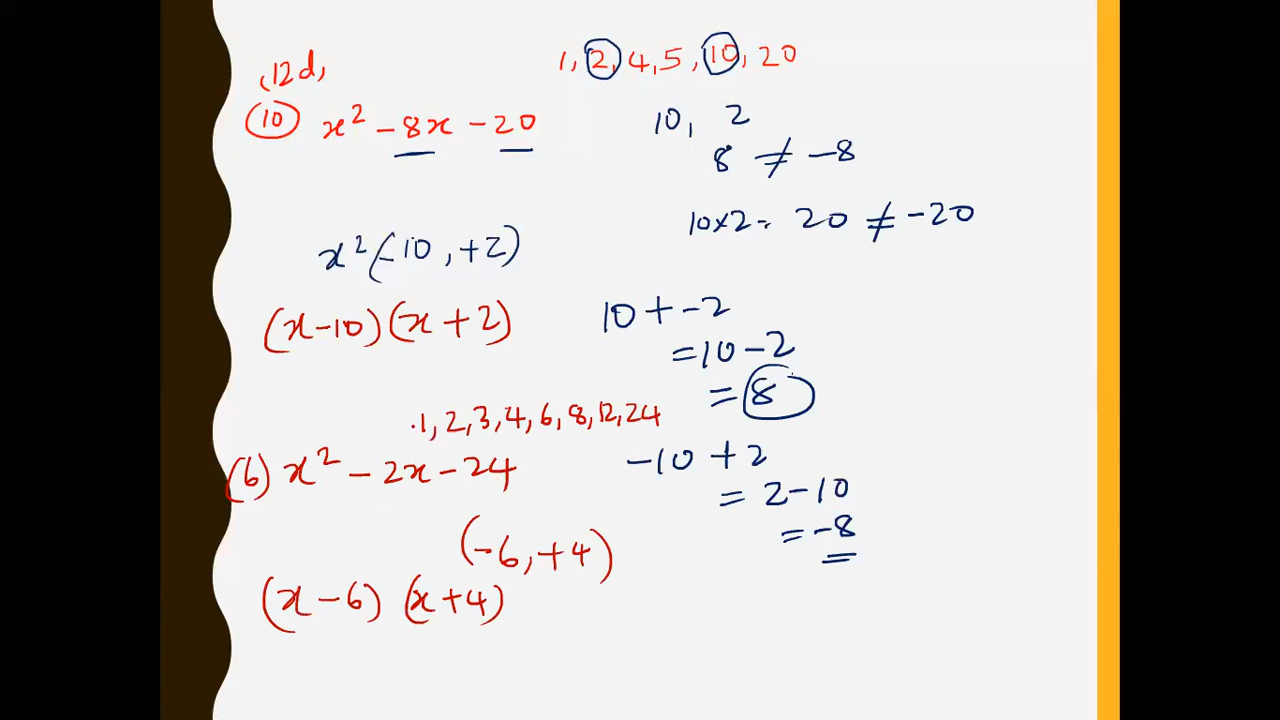 (12d,
1, 2, 4, 5, 10, 20
(10) x² - 8x - 20
10, 2
8 ≠ -8
10x2 = 20 ≠ -20
x² (-10, +2)
(x-10)(x+2)
10 + -2
= 10 - 2
= 8
1, 2, 3, 4, 6, 8, 12, 24
(6) x² - 2x - 24
-10 + 2
= 2 - 10
= -8
(-6, +4)
(x-6) (x+4)